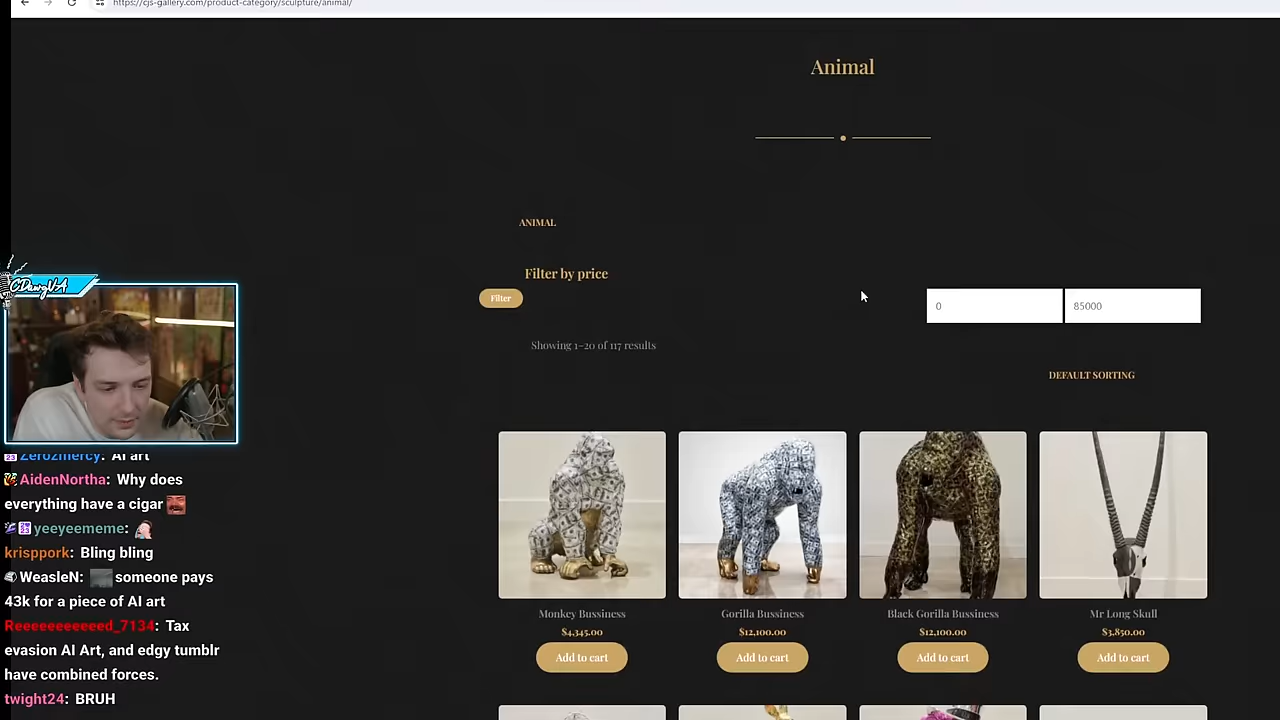 https://cjs-gallery.com/product-category/sculpture/animal/
Animal
ANIMAL
Filter by price
Filter
0
85000
Showing 1–20 of 117 results
DEFAULT SORTING
CDawgVA
Zero2mercy: AI art
AidenNortha: Why does
everything have a cigar
yeeyeememe:
krisppork: Bling bling
WeasleN: someone pays
43k for a piece of AI art
Reeeeeeeeeeed_7134: Tax
evasion AI Art, and edgy tumblr
have combined forces.
twight24: BRUH
Monkey Bussiness
$4,345.00
Add to cart
Gorilla Bussiness
$12,100.00
Add to cart
Black Gorilla Bussiness
$12,100.00
Add to cart
Mr Long Skull
$3,850.00
Add to cart